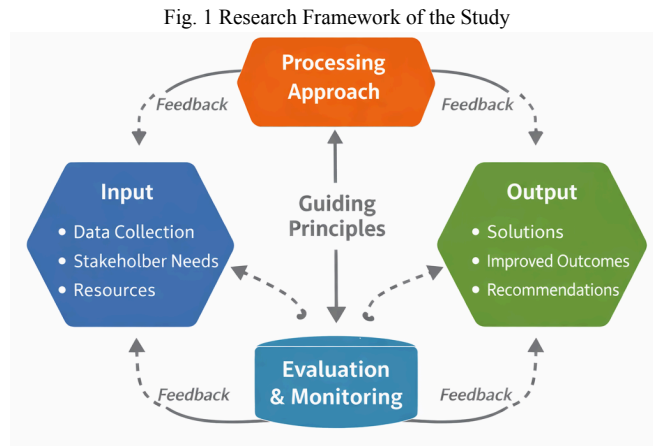 Fig. 1 Research Framework of the Study
Processing
Approach
Feedback
Feedback
Input
• Data Collection
• Stakeholber Needs
• Resources
Guiding
Principles
Output
• Solutions
• Improved Outcomes
• Recommendations
Evaluation
& Monitoring
Feedback
Feedback